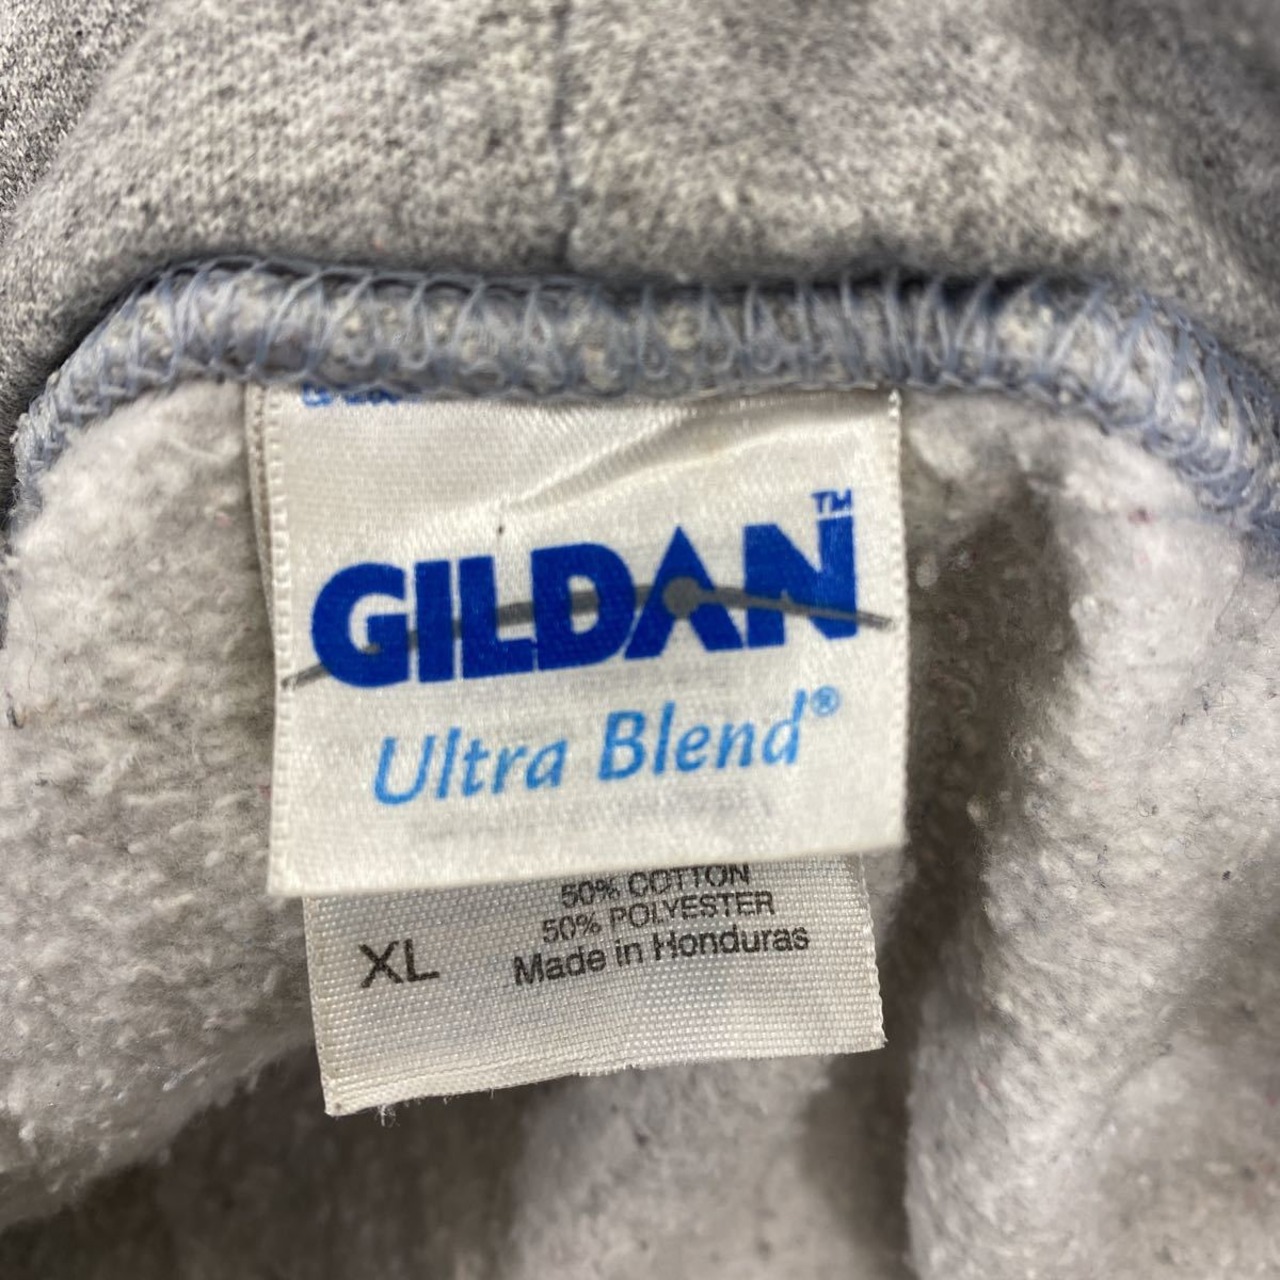 GILDAN™
Ultra Blend®
50% COTTON
50% POLYESTER
XL Made in Honduras